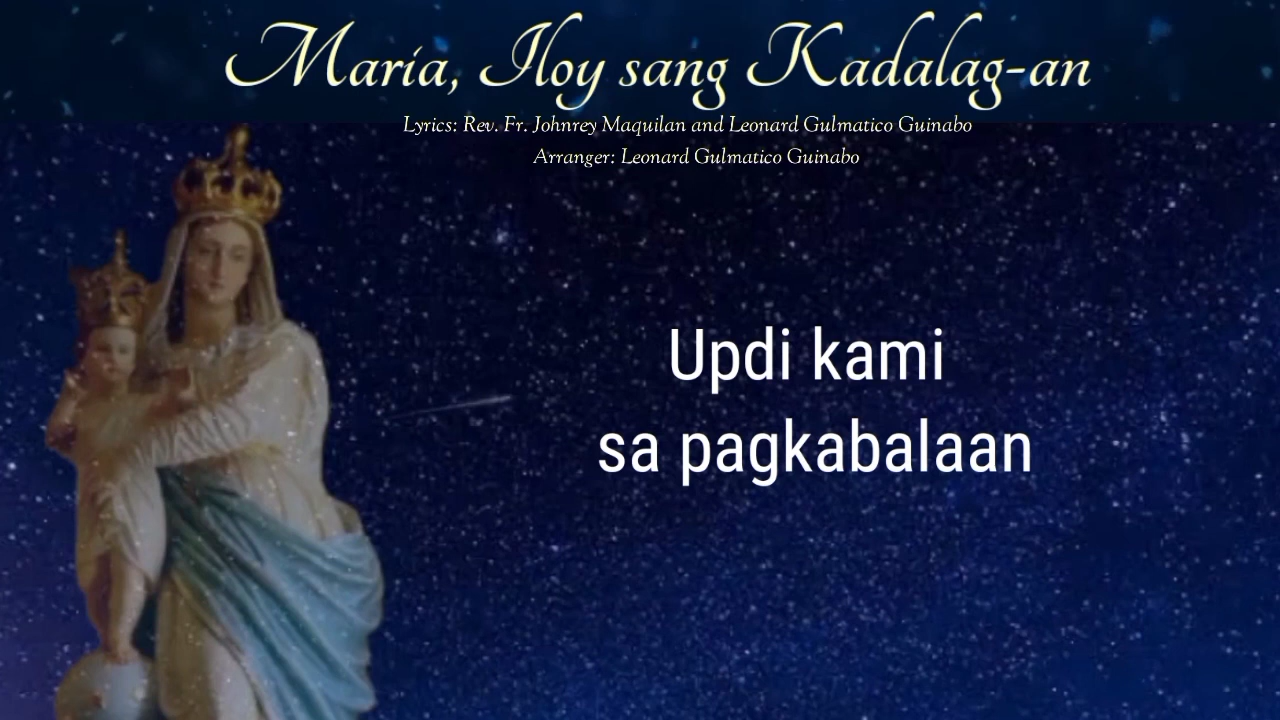 Maria, Iloy sang Kadalag-an
Lyrics: Rev. Fr. Johnrey Maquilan and Leonard Gulmatico Guinabo
Arranger: Leonard Gulmatico Guinabo
Updi kami
sa pagkabalaan